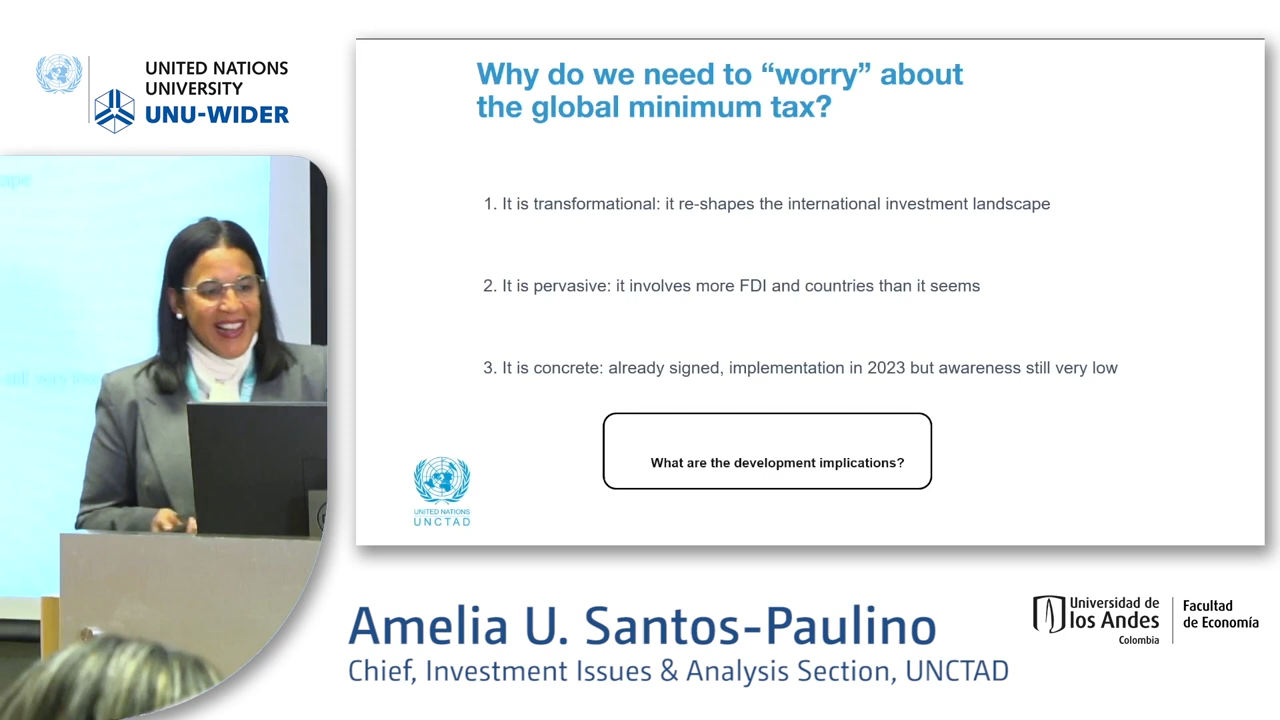 UNITED NATIONS
UNIVERSITY
UNU-WIDER
Why do we need to “worry” about
the global minimum tax?
1. It is transformational: it re-shapes the international investment landscape
2. It is pervasive: it involves more FDI and countries than it seems
3. It is concrete: already signed, implementation in 2023 but awareness still very low
What are the development implications?
UNITED NATIONS
UNCTAD
Amelia U. Santos-Paulino
Chief, Investment Issues & Analysis Section, UNCTAD
Universidad de
los Andes
Colombia
Facultad
de Economía